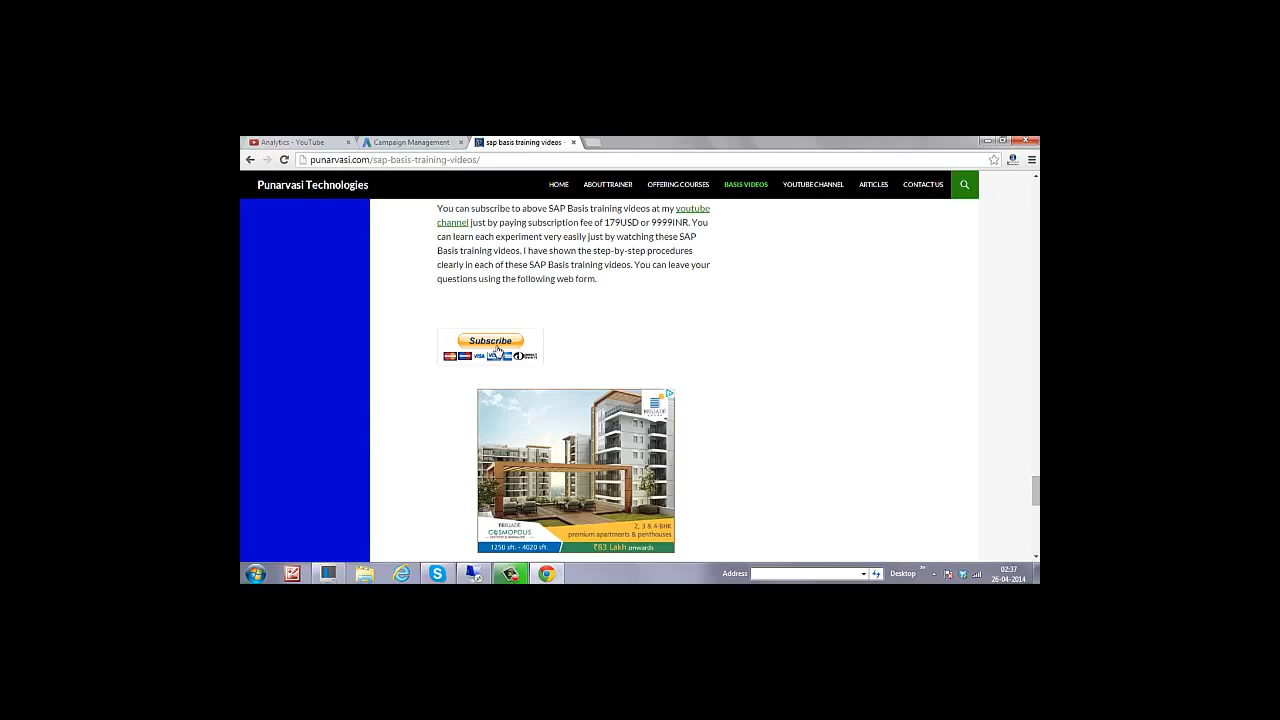 Analytics - YouTube
Campaign Management
sap basis training videos
punarvasi.com/sap-basis-training-videos/
Punarvasi Technologies
HOME ABOUT TRAINER OFFERING COURSES BASIS VIDEOS YOUTUBE CHANNEL ARTICLES CONTACT US
You can subscribe to above SAP Basis training videos at my youtube
channel just by paying subscription fee of 179USD or 9999INR. You
can learn each experiment very easily just by watching these SAP
Basis training videos. I have shown the step-by-step procedures
clearly in each of these SAP Basis training videos. You can leave your
questions using the following web form.
Subscribe
VISA
BRIGADE
BRIGADE
COSMOPOLIS
2, 3 & 4-BHK
premium apartments & penthouses
1250 sft. - 4020 sft.
₹83 Lakh onwards
Address
Desktop
02:37
26-04-2014